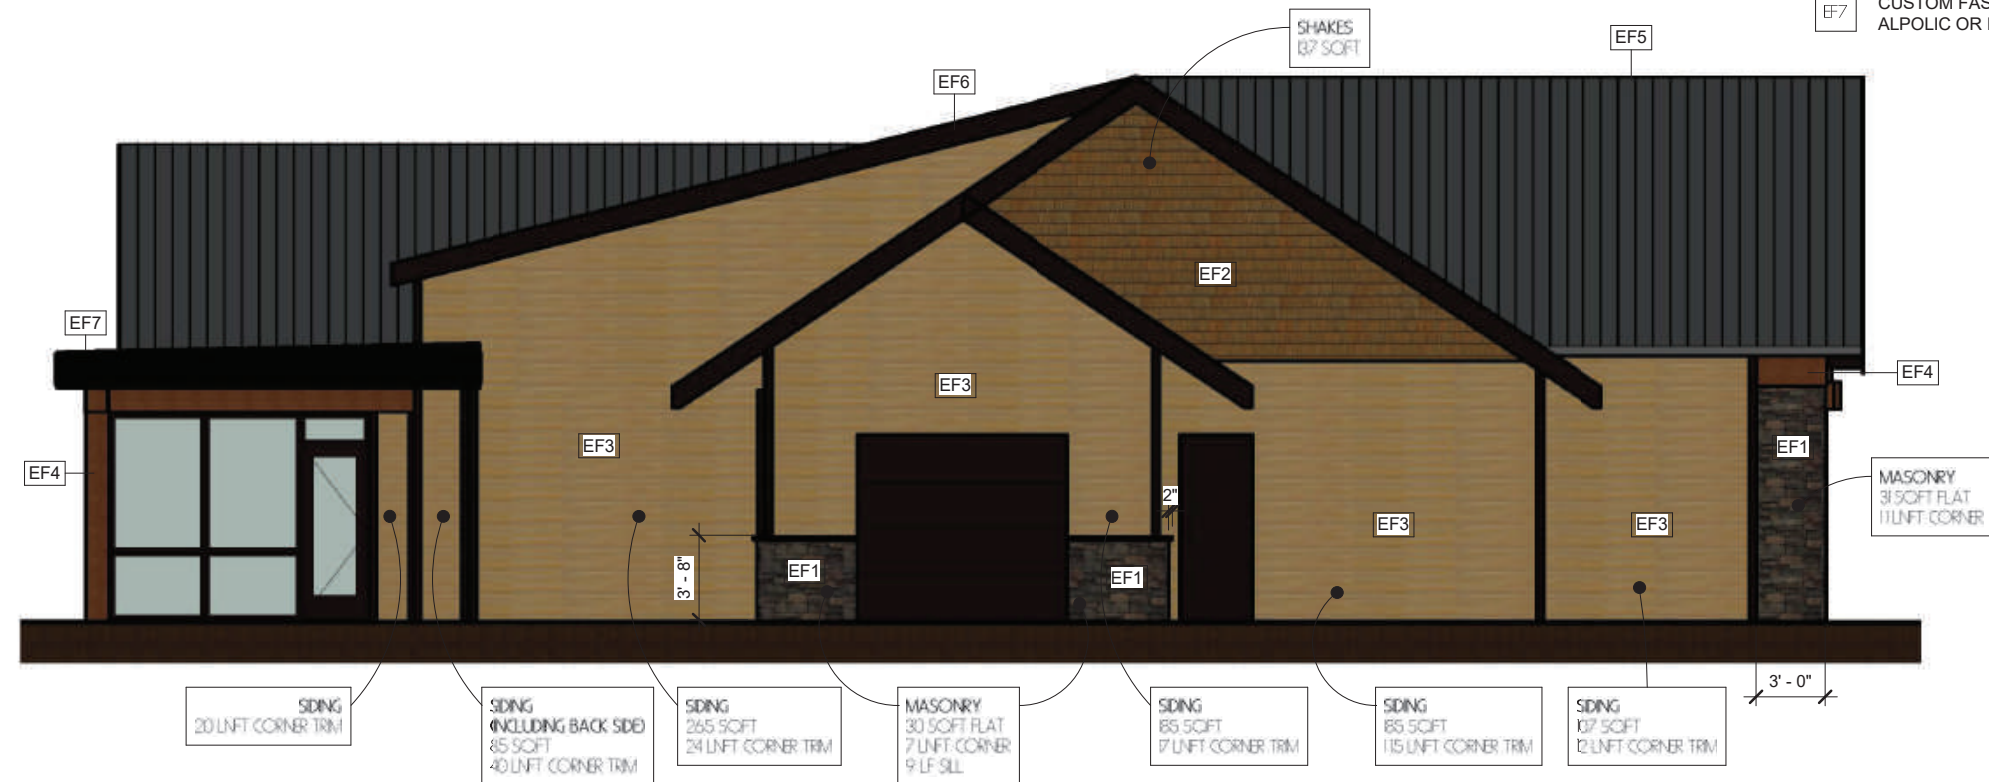 EF7
CUSTOM FAS
ALPOLIC OR
SHAKES
137 SQFT
EF5
EF6
EF2
EF7
EF3
EF4
EF4
EF3
EF1
MASONRY
31 SQFT FLAT
11 LNFT CORNER
2"
EF3
EF3
3' - 8"
EF1
EF1
3' - 0"
SIDING
20 LNFT CORNER TRIM
SIDING
(INCLUDING BACK SIDE)
85 SQFT
40 LNFT CORNER TRIM
SIDING
265 SQFT
24 LNFT CORNER TRIM
MASONRY
30 SQFT FLAT
7 LNFT CORNER
9 LF SILL
SIDING
185 SQFT
17 LNFT CORNER TRIM
SIDING
185 SQFT
11.5 LNFT CORNER TRIM
SIDING
107 SQFT
12 LNFT CORNER TRIM